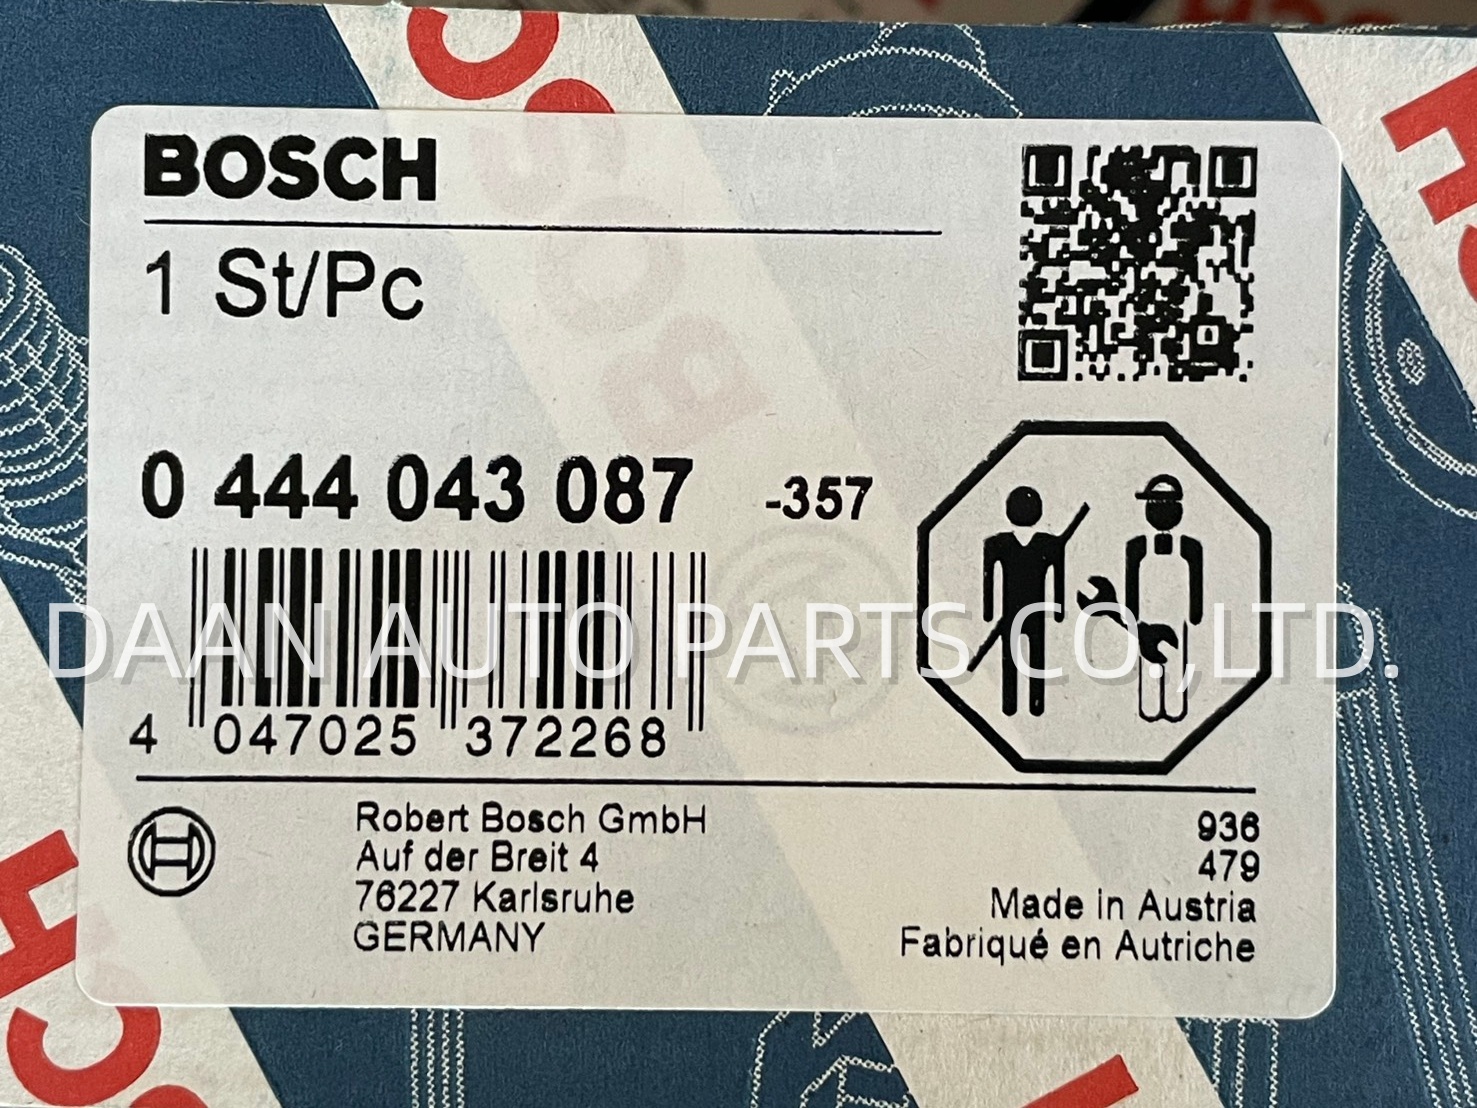 BOSCH
1 St/Pc
0 444 043 087 -357
DAAN AUTO PARTS CO.,LTD.
4 047025 372268
Robert Bosch GmbH
Auf der Breit 4
76227 Karlsruhe
GERMANY
936
479
Made in Austria
Fabriqué en Autriche